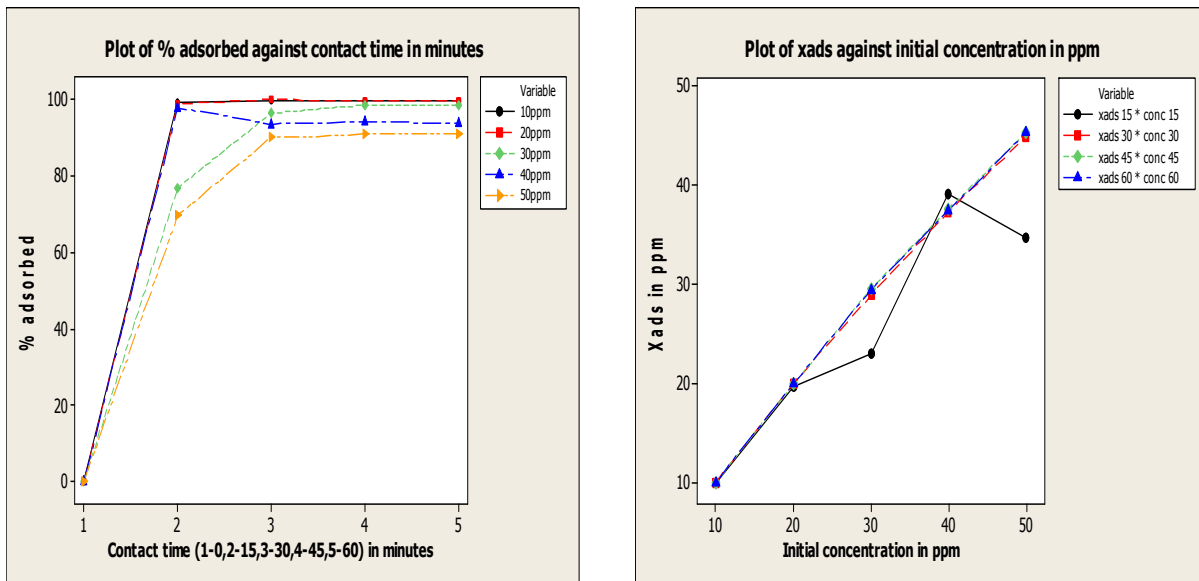 Plot of % adsorbed against contact time in minutes
% adsorbed
100
80
60
40
20
0
1 2 3 4 5
Contact time (1-0,2-15,3-30,4-45,5-60) in minutes
Variable
10ppm
20ppm
30ppm
40ppm
50ppm
Plot of xads against initial concentration in ppm
Xads in ppm
50
40
30
20
10
10 20 30 40 50
Initial concentration in ppm
Variable
xads 15 * conc 15
xads 30 * conc 30
xads 45 * conc 45
xads 60 * conc 60